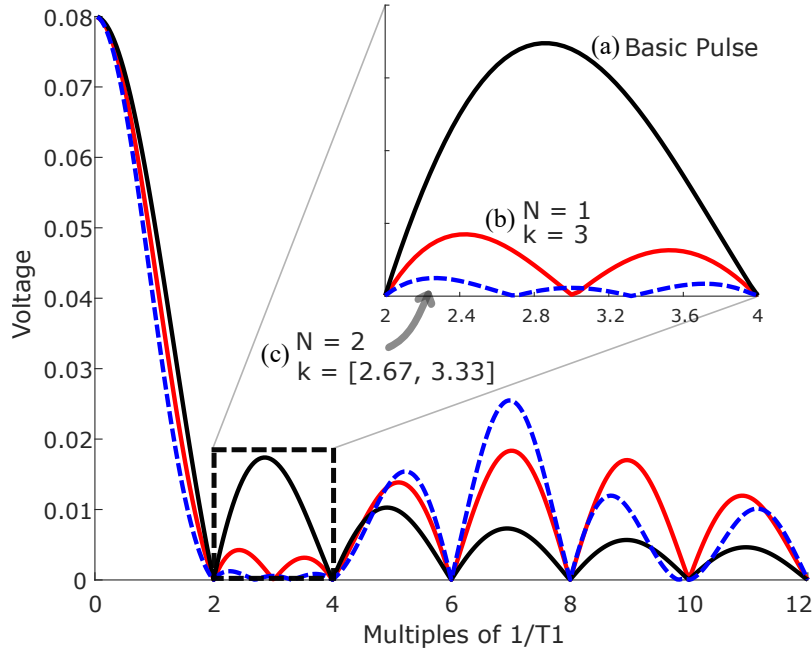 0.08
0.07
0.06
0.05
0.04
0.03
0.02
0.01
0
Voltage
(a) Basic Pulse
(b) N = 1
k = 3
2 2.4 2.8 3.2 3.6 4
(c) N = 2
k = [2.67, 3.33]
0 2 4 6 8 10 12
Multiples of 1/T1